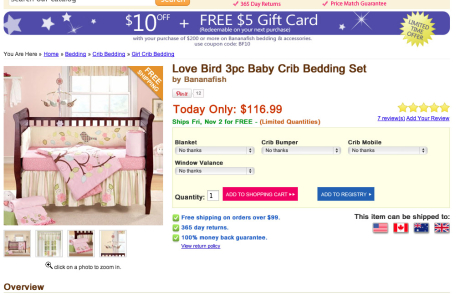 Search our catalog
Search
365 Day Returns
Price Match Guarantee
$10 OFF + FREE $5 Gift Card
(Redeemable on your next purchase)
with your purchase of $200 or more on Bananafish bedding & accessories.
use coupon code: BF10
LIMITED TIME OFFER
You Are Here » Home » Bedding » Crib Bedding » Girl Crib Bedding
FREE SHIPPING
Love Bird 3pc Baby Crib Bedding Set
by Bananafish
Pin it 12
Today Only: $116.99
Ships Fri, Nov 2 for FREE - (Limited Quantities)
7 review(s) Add Your Review
Blanket
No thanks
Crib Bumper
No thanks
Crib Mobile
No thanks
Window Valance
No thanks
Quantity: 1
ADD TO SHOPPING CART
ADD TO REGISTRY
Free shipping on orders over $99.
365 day returns.
100% money back guarantee.
View return policy
This item can be shipped to:
click on a photo to zoom in.
Overview